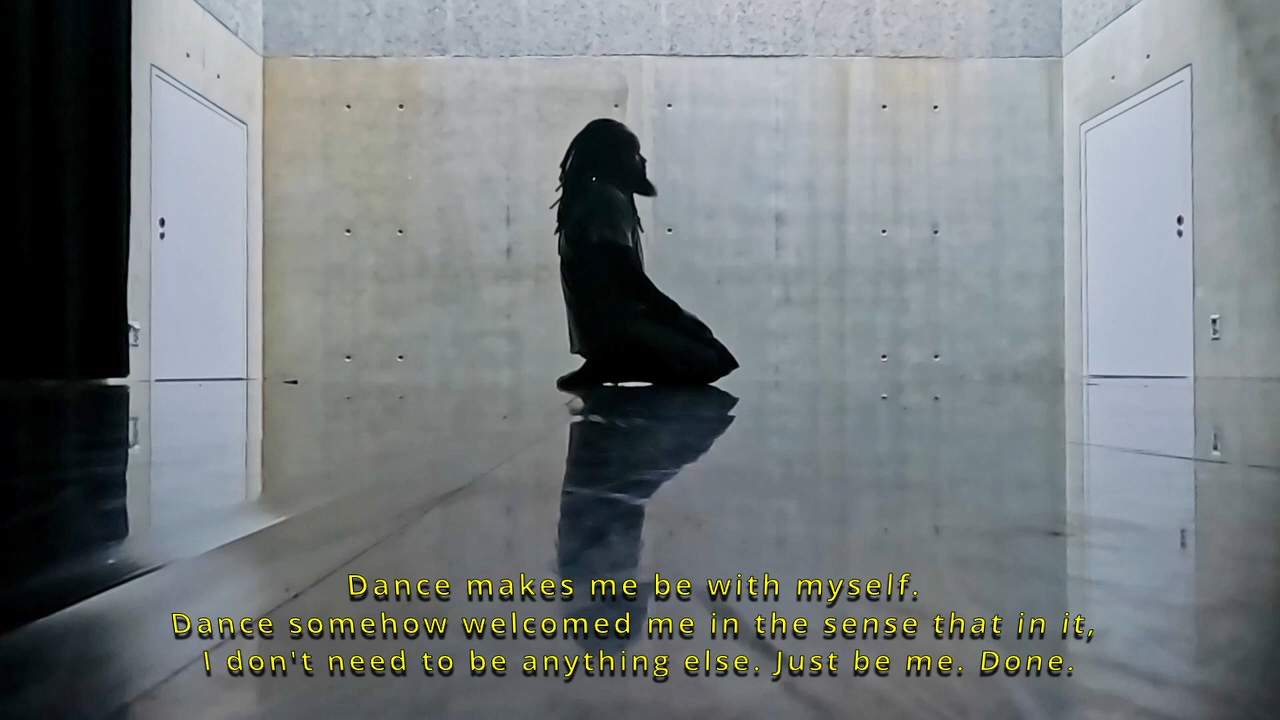 Dance makes me be with myself.
Dance somehow welcomed me in the sense that in it,
I don't need to be anything else. Just be me. Done.